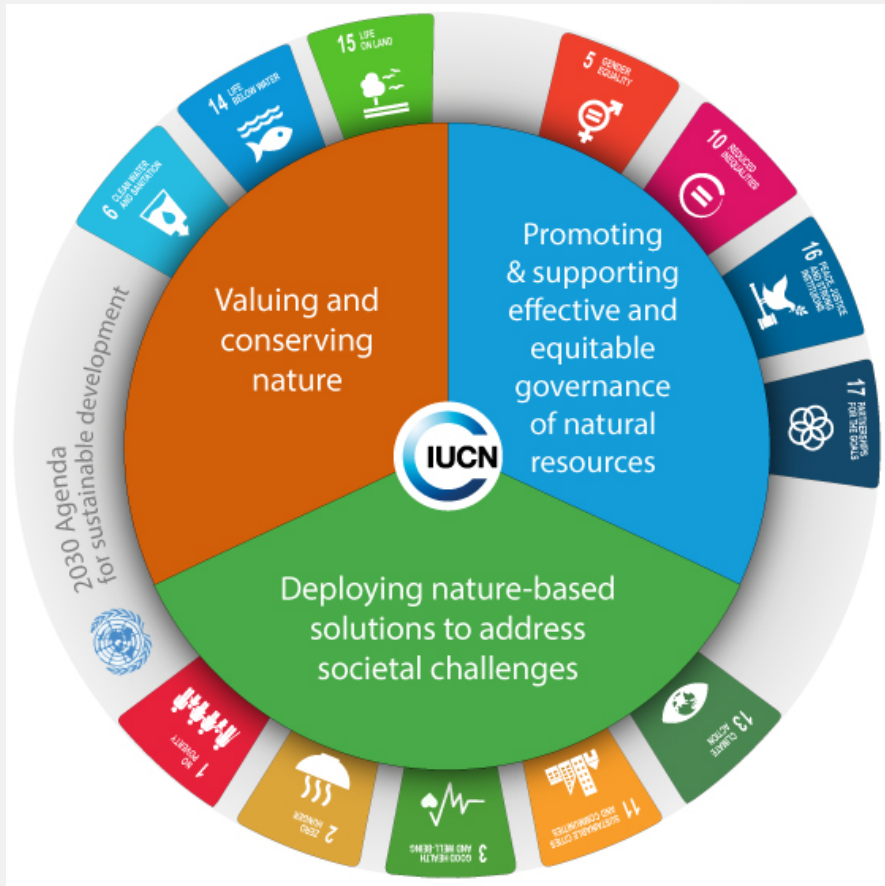 15 LIFE
ON LAND
14 LIFE
BELOW WATER
6 CLEAN WATER
AND SANITATION
5 GENDER
EQUALITY
10 REDUCED
INEQUALITIES
16 PEACE, JUSTICE
AND STRONG
INSTITUTIONS
17 PARTNERSHIPS
FOR THE GOALS
Valuing and
conserving
nature
Promoting
& supporting
effective and
equitable
governance
of natural
resources
IUCN
Deploying nature-based
solutions to address
societal challenges
2030 Agenda
for sustainable development
1 NO
POVERTY
2 ZERO
HUNGER
3 GOOD HEALTH
AND WELL-BEING
11 SUSTAINABLE CITIES
AND COMMUNITIES
13 CLIMATE
ACTION